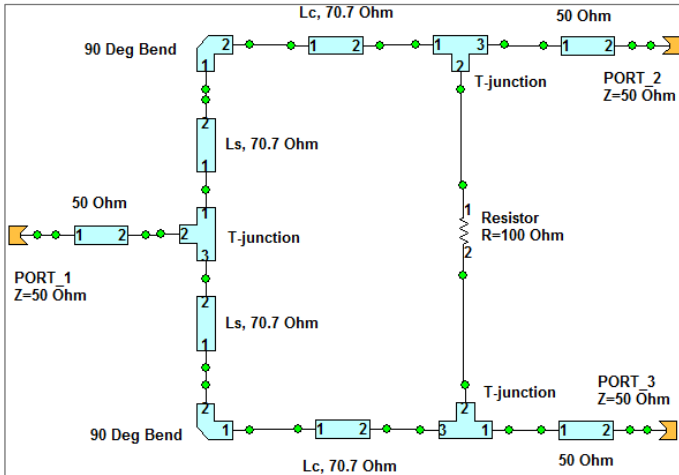 Lc, 70.7 Ohm
50 Ohm
90 Deg Bend
2
1
1 2
1 3
2
1 2
PORT_2
Z=50 Ohm
T-junction
2
1
Ls, 70.7 Ohm
50 Ohm
1 2
1
2
3
T-junction
1
2
Resistor
R=100 Ohm
PORT_1
Z=50 Ohm
2
1
Ls, 70.7 Ohm
T-junction
PORT_3
Z=50 Ohm
2
1
1 2
2
3 1
1 2
90 Deg Bend
Lc, 70.7 Ohm
50 Ohm